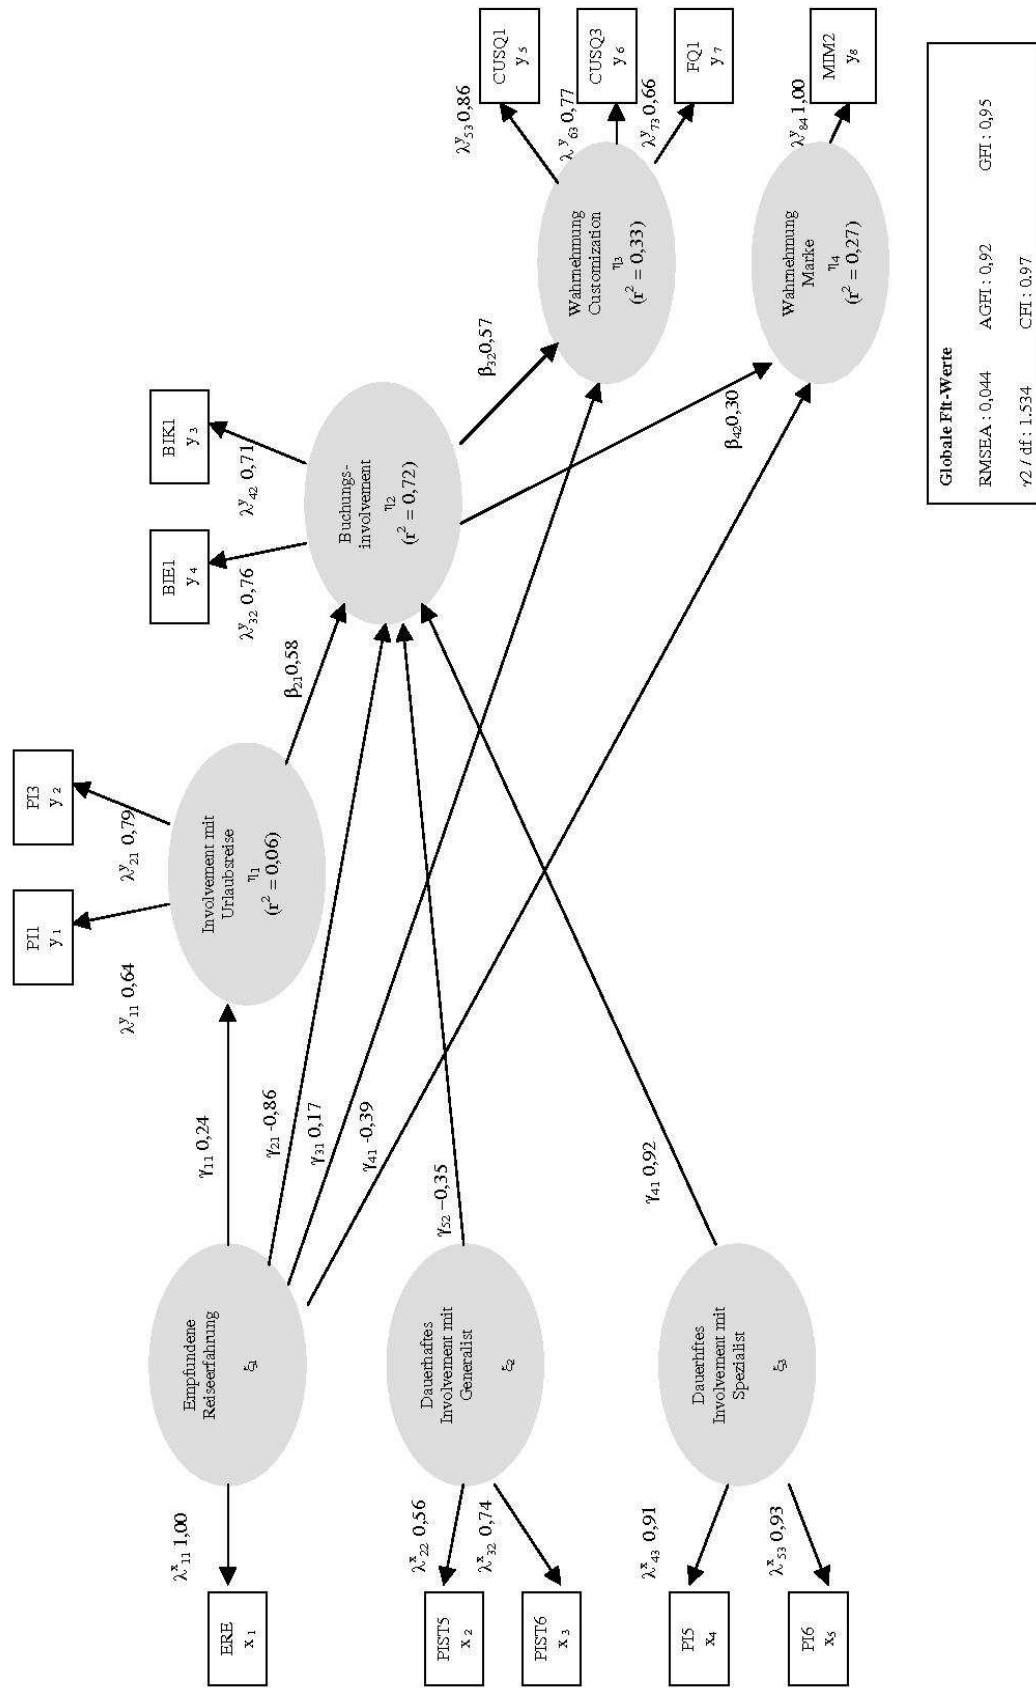 ERE
x₁
PIST5
x₂
PIST6
x₃
PI5
x₄
PI6
x₅
λˣ₁₁ 1,00
λˣ₂₂ 0,56
λˣ₃₂ 0,74
λˣ₄₃ 0,91
λˣ₅₃ 0,93
Empfundene
Reiseerfahrung
ξ₁
Dauerhaftes
Involvement mit
Generalist
ξ₂
Dauerhftes
Involvement mit
Spezialist
ξ₃
γ₁₁ 0,24
γ₂₁ -0,86
γ₃₁ 0,17
γ₄₁ -0,39
γ₅₂ –0,35
γ₄₁ 0,92
PI1
y₁
PI3
y₂
λʸ₁₁ 0,64
λʸ₂₁ 0,79
Involvement mit
Urlaubsreise
η₁
(r² = 0,06)
β₂₁0,58
BIE1
y₄
BIK1
y₃
λʸ₃₂ 0,76
λʸ₄₂ 0,71
Buchungs-
involvement
η₂
(r² = 0,72)
β₃₂0,57
β₄₂0,30
Wahrnehmung
Customization
η₃
(r² = 0,33)
Wahrnehmung
Marke
η₄
(r² = 0,27)
λʸ₅₃ 0,86
λʸ₆₃ 0,77
λʸ₇₃ 0,66
λʸ₈₄ 1,00
CUSQ1
y₅
CUSQ3
y₆
FQ1
y₇
MIM2
y₈
Globale Fit-Werte
RMSEA : 0,044 AGFI : 0,92 GFI : 0,95
γ2 / df : 1.534 CFI : 0.97